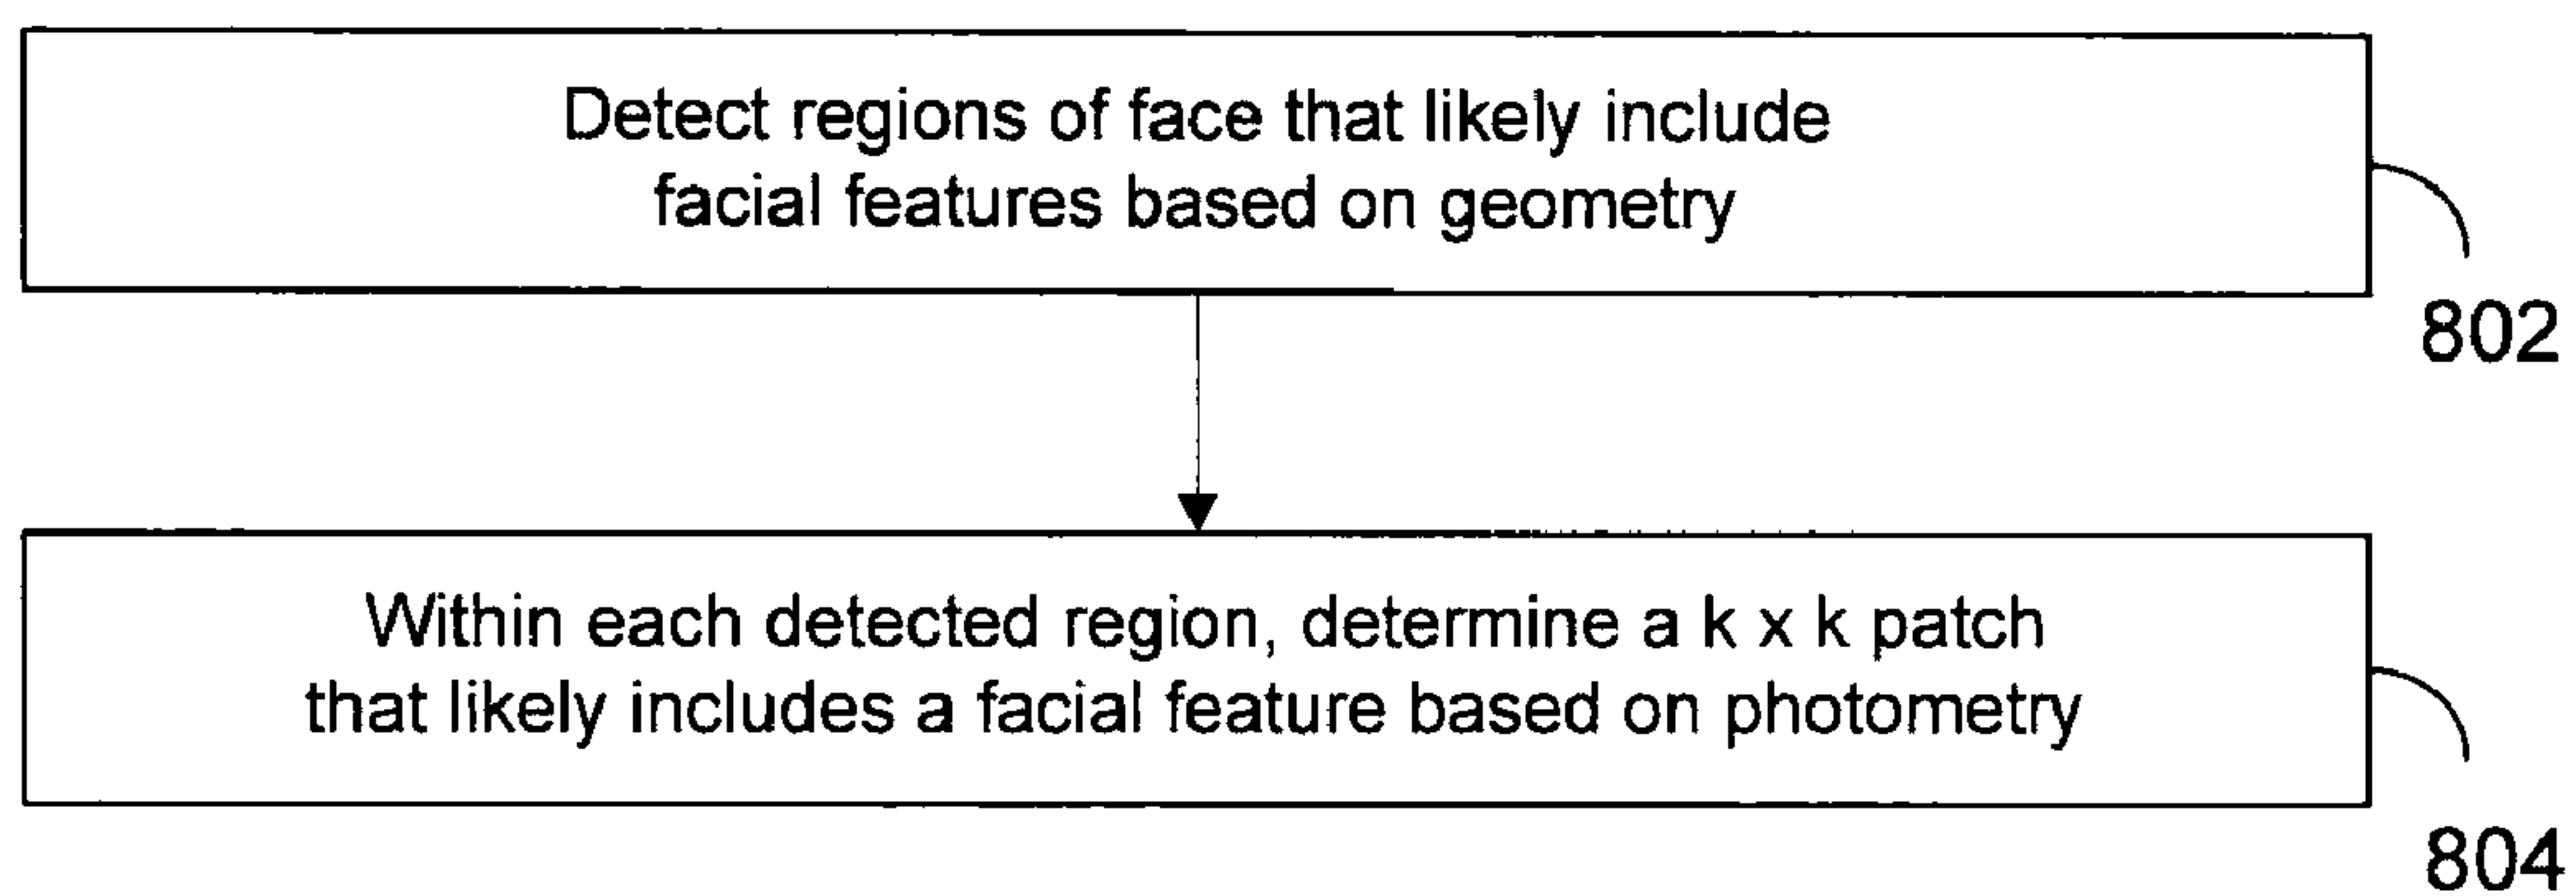 Detect regions of face that likely include
facial features based on geometry
802
Within each detected region, determine a k x k patch
that likely includes a facial feature based on photometry
804